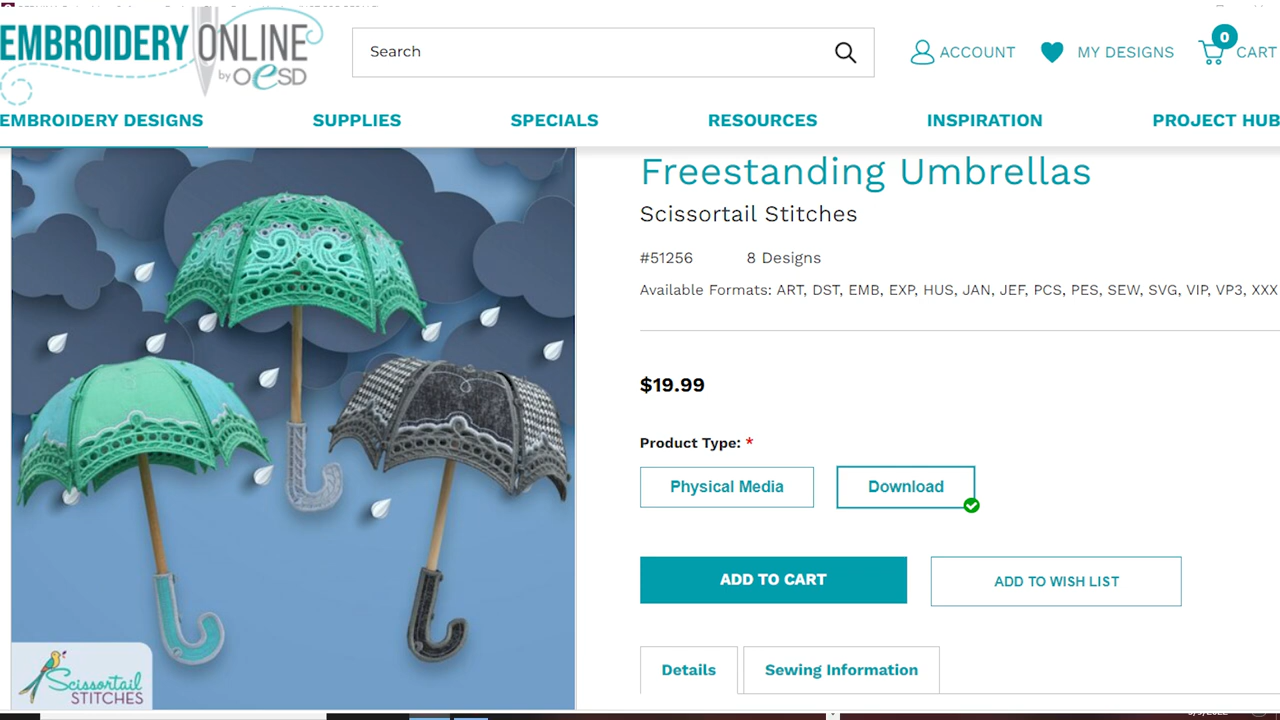 EMBROIDERY ONLINE
by OeSD
Search
ACCOUNT
MY DESIGNS
0
CART
EMBROIDERY DESIGNS
SUPPLIES
SPECIALS
RESOURCES
INSPIRATION
PROJECT HUB
Freestanding Umbrellas
Scissortail Stitches
#51256 8 Designs
Available Formats: ART, DST, EMB, EXP, HUS, JAN, JEF, PCS, PES, SEW, SVG, VIP, VP3, XXX
$19.99
Product Type: *
Physical Media
Download
ADD TO CART
ADD TO WISH LIST
Details
Sewing Information
Scissortail
STITCHES